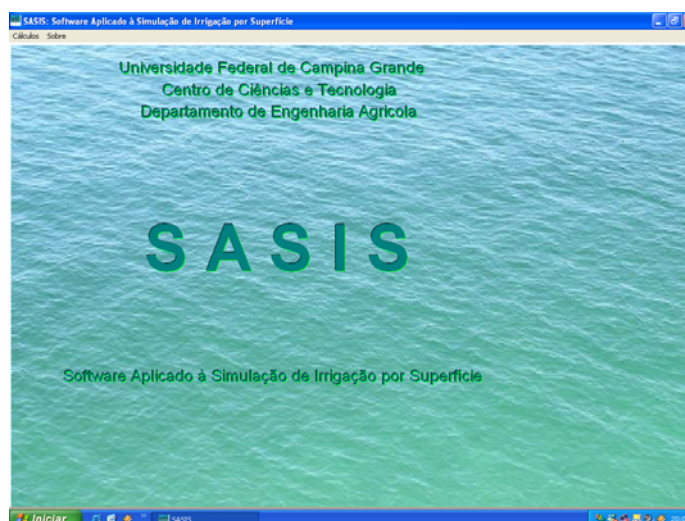 SASIS: Software Aplicado à Simulação de Irrigação por Superfície
Cálculos Sobre
Universidade Federal de Campina Grande
Centro de Ciências e Tecnologia
Departamento de Engenharia Agricola
S A S I S
Software Aplicado à Simulação de Irrigação por Superficie
Iniciar SASIS